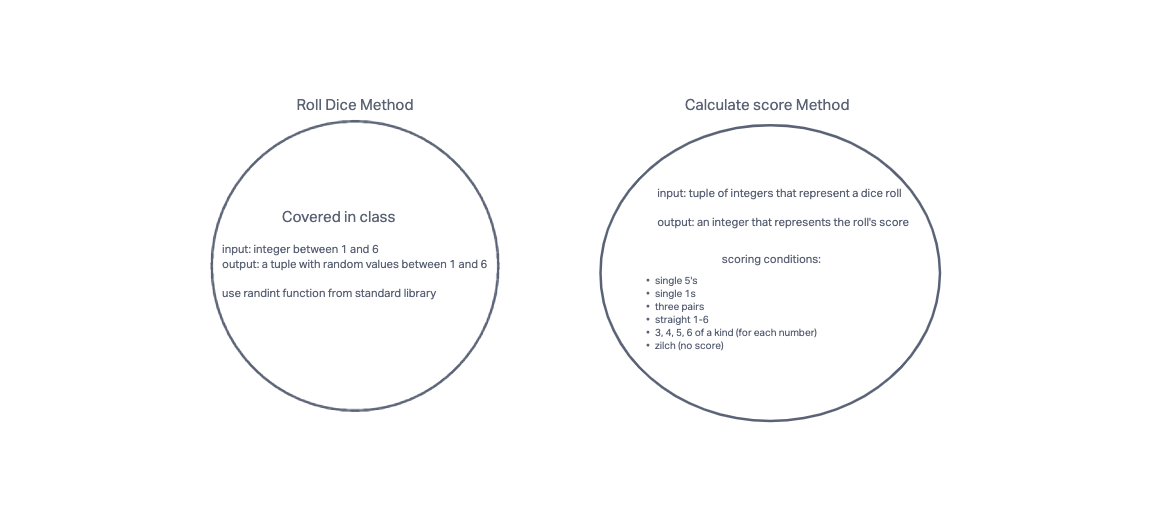 Roll Dice Method
Covered in class
input: integer between 1 and 6
output: a tuple with random values between 1 and 6
use randint function from standard library
Calculate score Method
input: tuple of integers that represent a dice roll
output: an integer that represents the roll's score
scoring conditions:
• single 5's
• single 1s
• three pairs
• straight 1-6
• 3, 4, 5, 6 of a kind (for each number)
• zilch (no score)